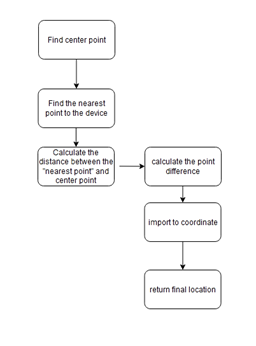 Find center point
Find the nearest
point to the device
Calculate the
distance between the
"nearest point" and
center point
calculate the point
difference
import to coordinate
return final location